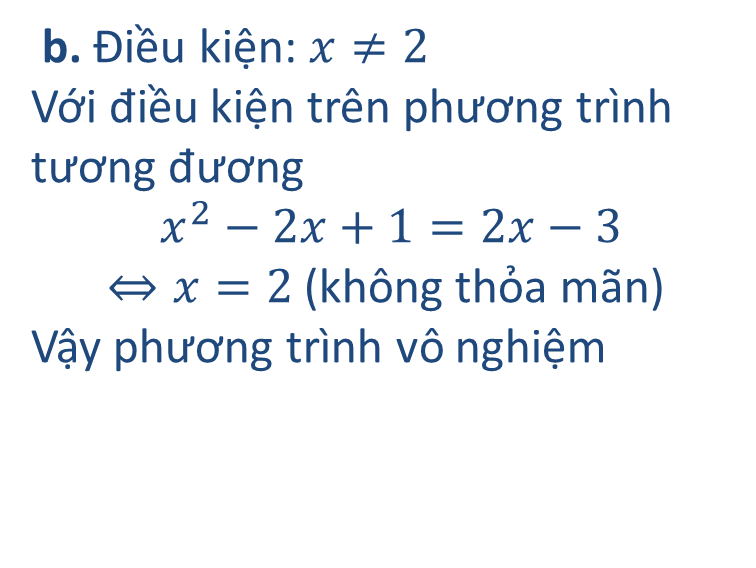 b. Điều kiện: 𝑥 ≠ 2
Với điều kiện trên phương trình
tương đương
𝑥² − 2𝑥 + 1 = 2𝑥 − 3
⇔ 𝑥 = 2 (không thỏa mãn)
Vậy phương trình vô nghiệm